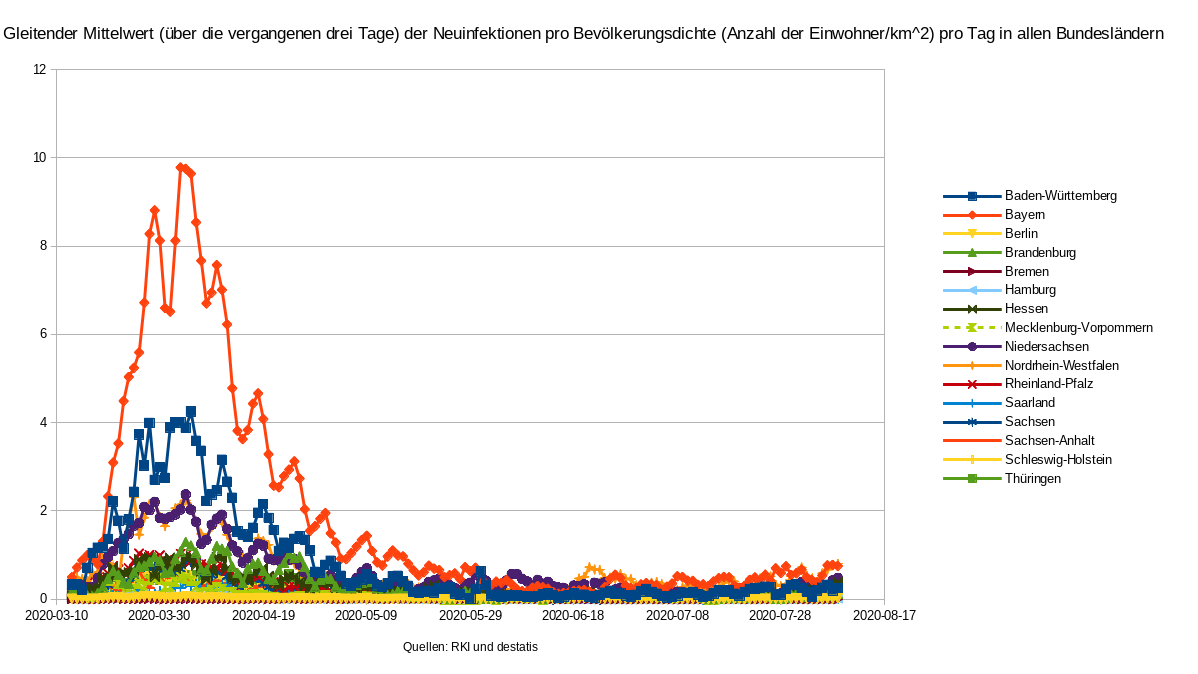 Gleitender Mittelwert (über die vergangenen drei Tage) der Neuinfektionen pro Bevölkerungsdichte (Anzahl der Einwohner/km^2) pro Tag in allen Bundesländern
12
10
8
6
4
2
0
2020-03-10 2020-03-30 2020-04-19 2020-05-09 2020-05-29 2020-06-18 2020-07-08 2020-07-28 2020-08-17
Quellen: RKI und destatis
Baden-Württemberg
Bayern
Berlin
Brandenburg
Bremen
Hamburg
Hessen
Mecklenburg-Vorpommern
Niedersachsen
Nordrhein-Westfalen
Rheinland-Pfalz
Saarland
Sachsen
Sachsen-Anhalt
Schleswig-Holstein
Thüringen